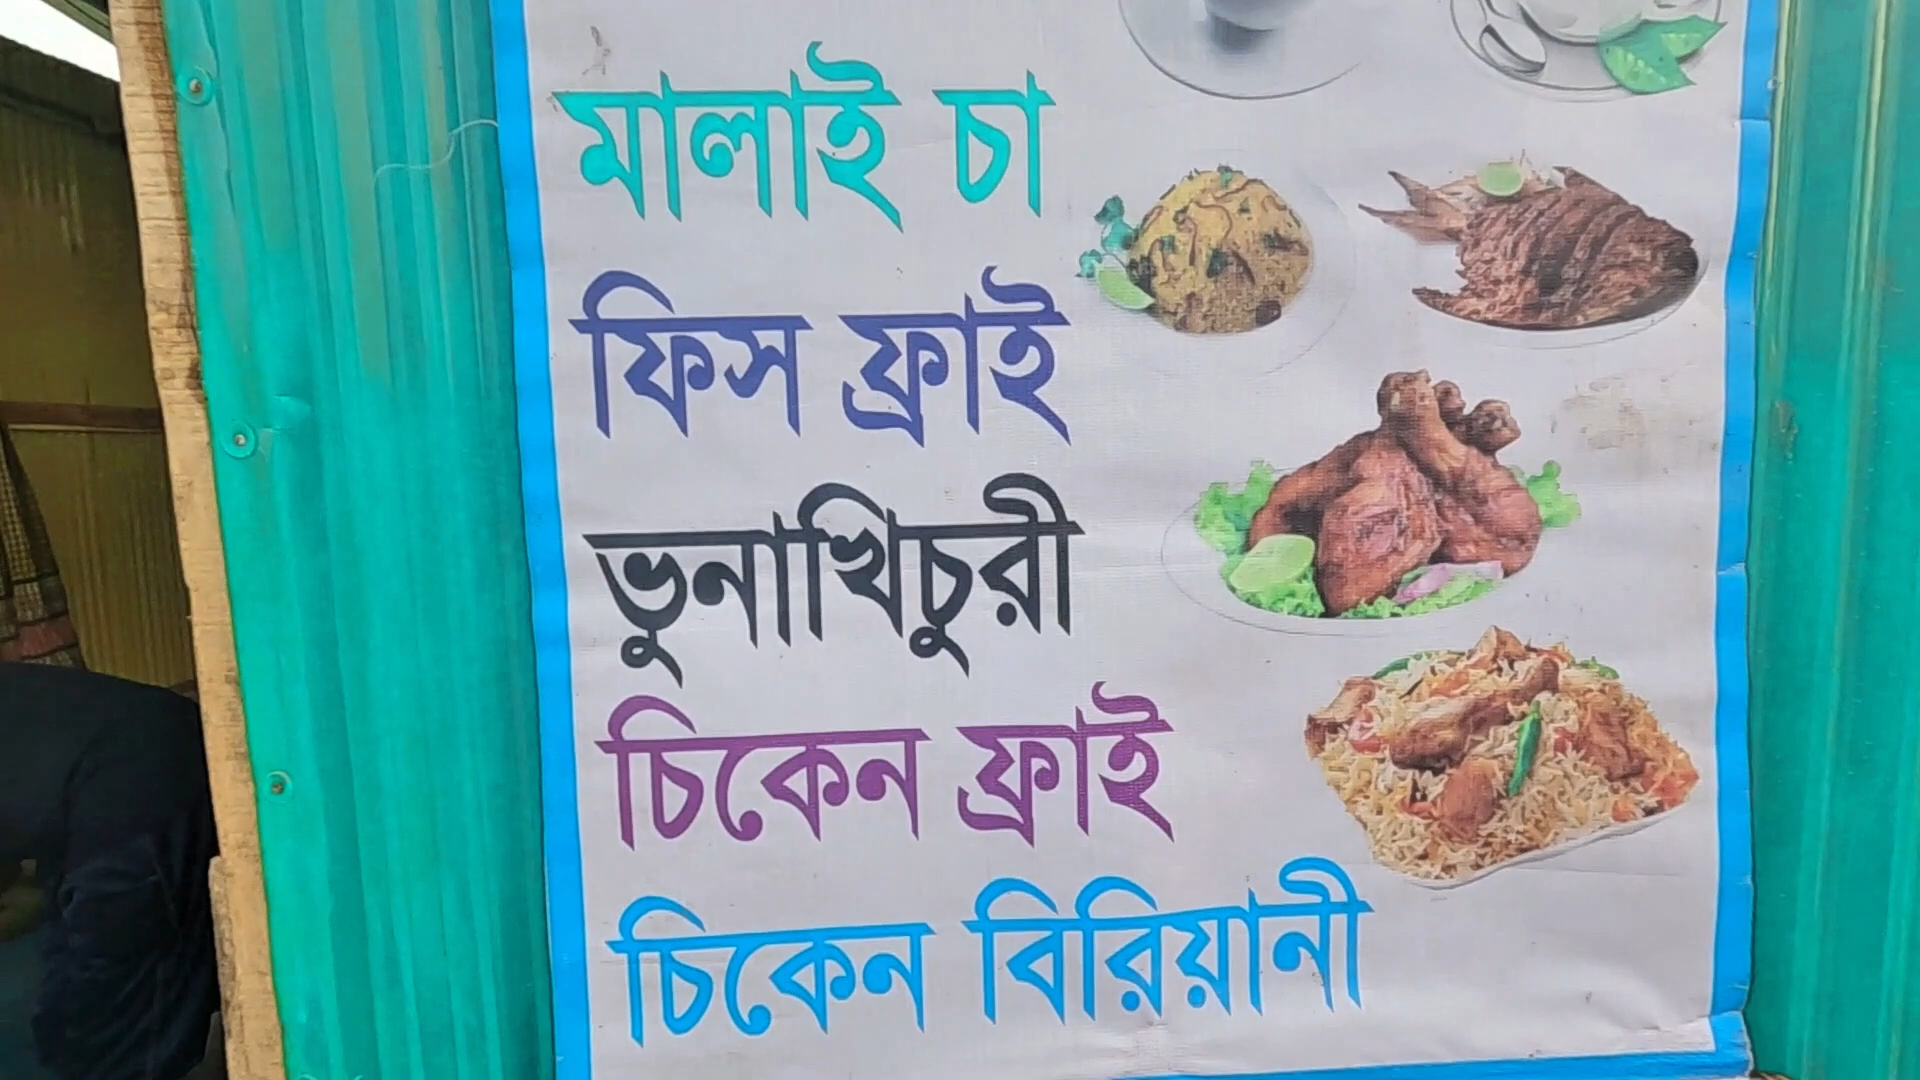 মালাই চা
ফিস ফ্রাই
ভুনাখিচুরী
চিকেন ফ্রাই
চিকেন বিরিয়ানী